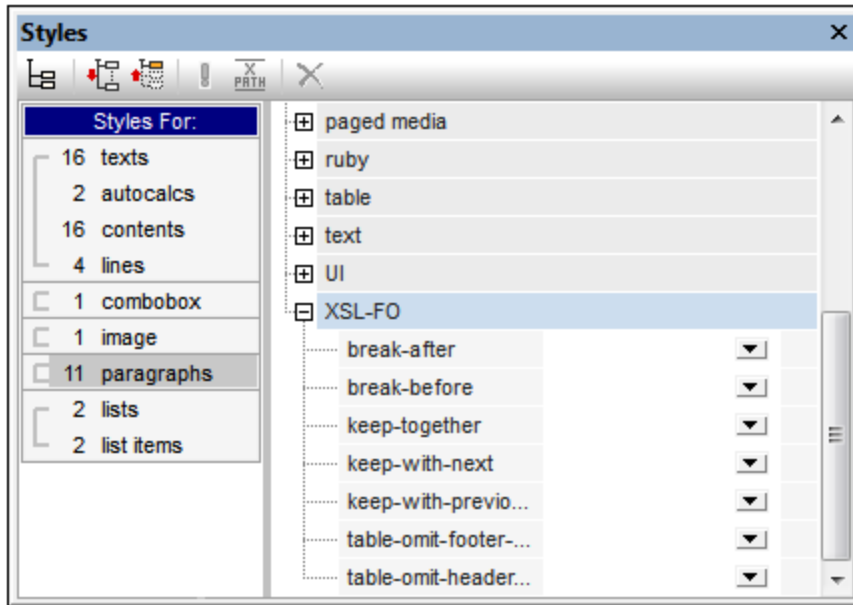 Styles
X
PATH
Styles For:
16 texts
2 autocalcs
16 contents
4 lines
1 combobox
1 image
11 paragraphs
2 lists
2 list items
paged media
ruby
table
text
UI
XSL-FO
break-after
break-before
keep-together
keep-with-next
keep-with-previo...
table-omit-footer-...
table-omit-header...